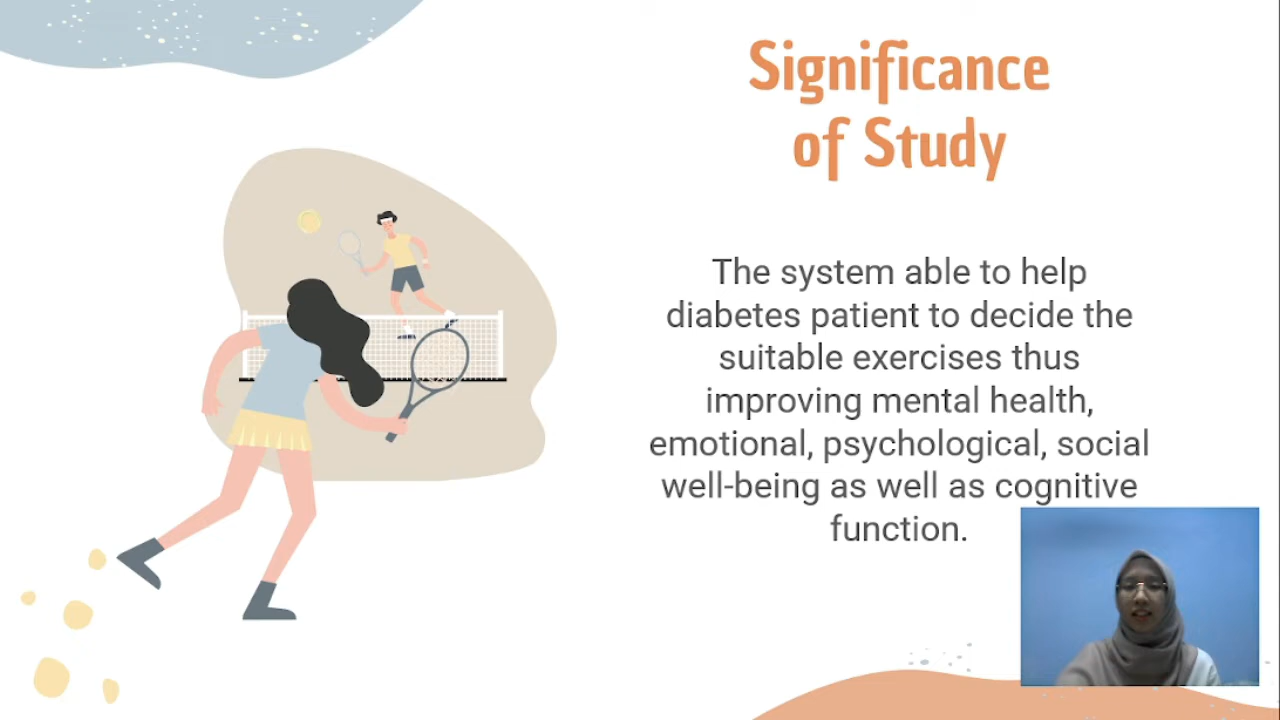 Significance
of Study
The system able to help
diabetes patient to decide the
suitable exercises thus
improving mental health,
emotional, psychological, social
well-being as well as cognitive
function.